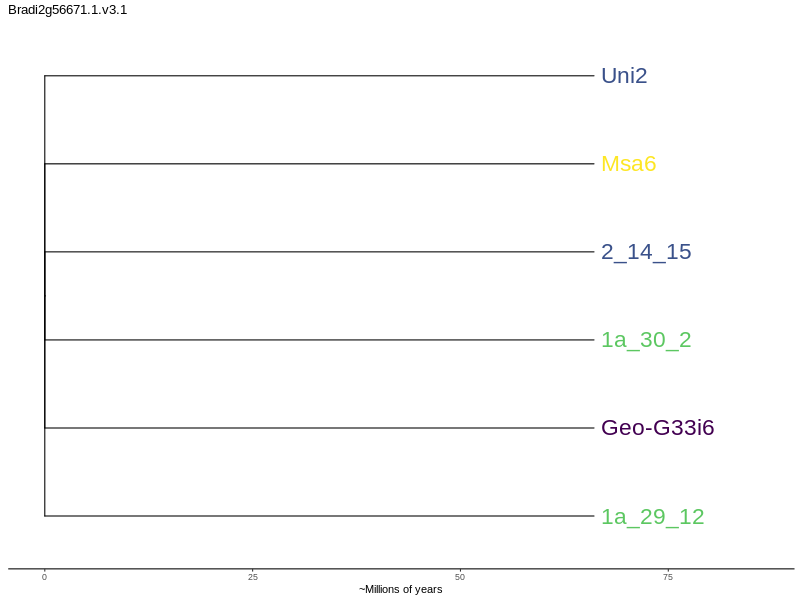 Bradi2g56671.1.v3.1
Uni2
Msa6
2_14_15
1a_30_2
Geo-G33i6
1a_29_12
0 25 50 75
~Millions of years